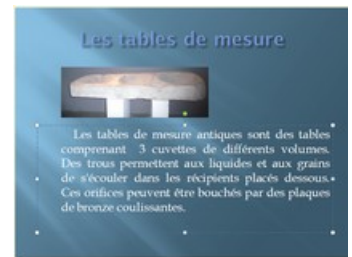 Les tables de mesure
Les tables de mesure antiques sont des tables
comprenant 3 cuvettes de différents volumes.
Des trous permettent aux liquides et aux grains
de s'écouler dans les récipients placés dessous.
Ces orifices peuvent être bouchés par des plaques
de bronze coulissantes.